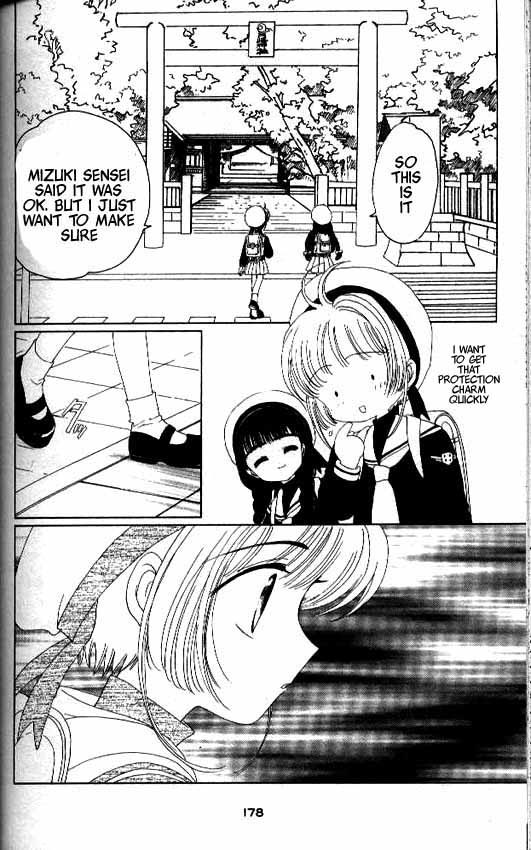 SO
THIS
IS
IT
MIZUKI SENSEI
SAID IT WAS
OK. BUT I JUST
WANT TO MAKE
SURE
I WANT
TO GET
THAT
PROTECTION
CHARM
QUICKLY
178